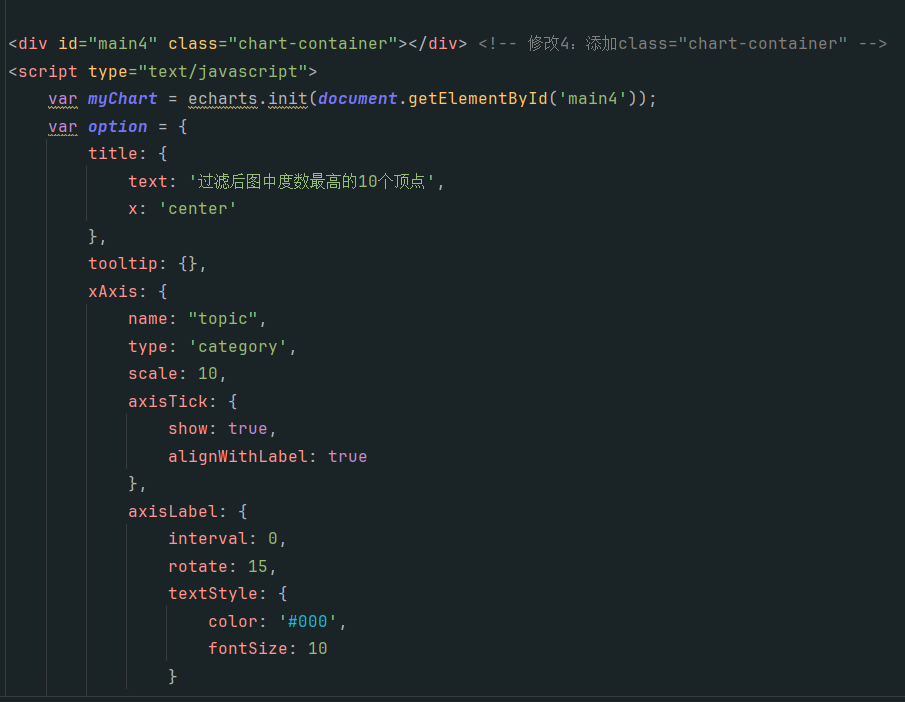 <div id="main4" class="chart-container"></div> <!-- 修改4：添加class="chart-container" -->
<script type="text/javascript">
    var myChart = echarts.init(document.getElementById('main4'));
    var option = {
        title: {
            text: '过滤后图中度数最高的10个顶点',
            x: 'center'
        },
        tooltip: {},
        xAxis: {
            name: "topic",
            type: 'category',
            scale: 10,
            axisTick: {
                show: true,
                alignWithLabel: true
            },
            axisLabel: {
                interval: 0,
                rotate: 15,
                textStyle: {
                    color: '#000',
                    fontSize: 10
                }